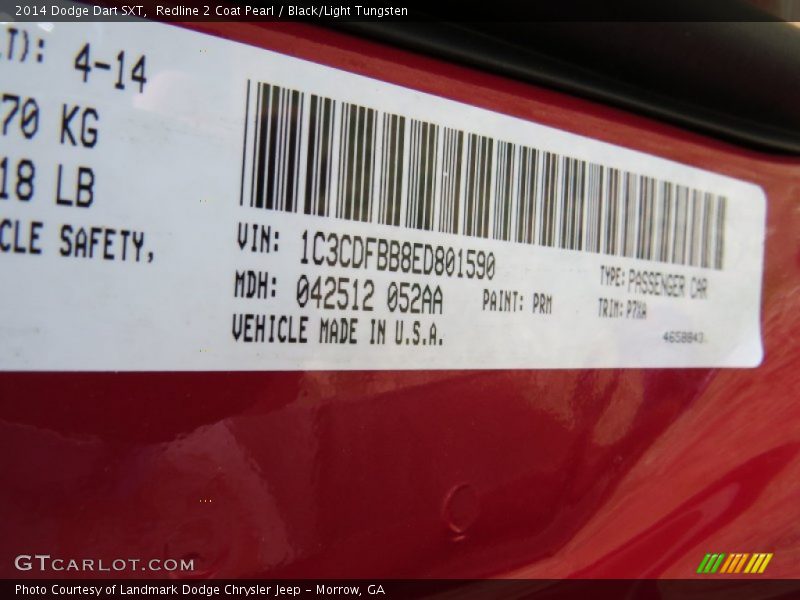 2014 Dodge Dart SXT, Redline 2 Coat Pearl / Black/Light Tungsten
LT): 4-14
70 KG
18 LB
CLE SAFETY,
VIN: 1C3CDFBB8ED801590
MDH: 042512 052AA
PAINT: PRM
VEHICLE MADE IN U.S.A.
TYPE: PASSENGER CAR
TRIM: P7XA
4658843
GTCARLOT.COM
Photo Courtesy of Landmark Dodge Chrysler Jeep - Morrow, GA